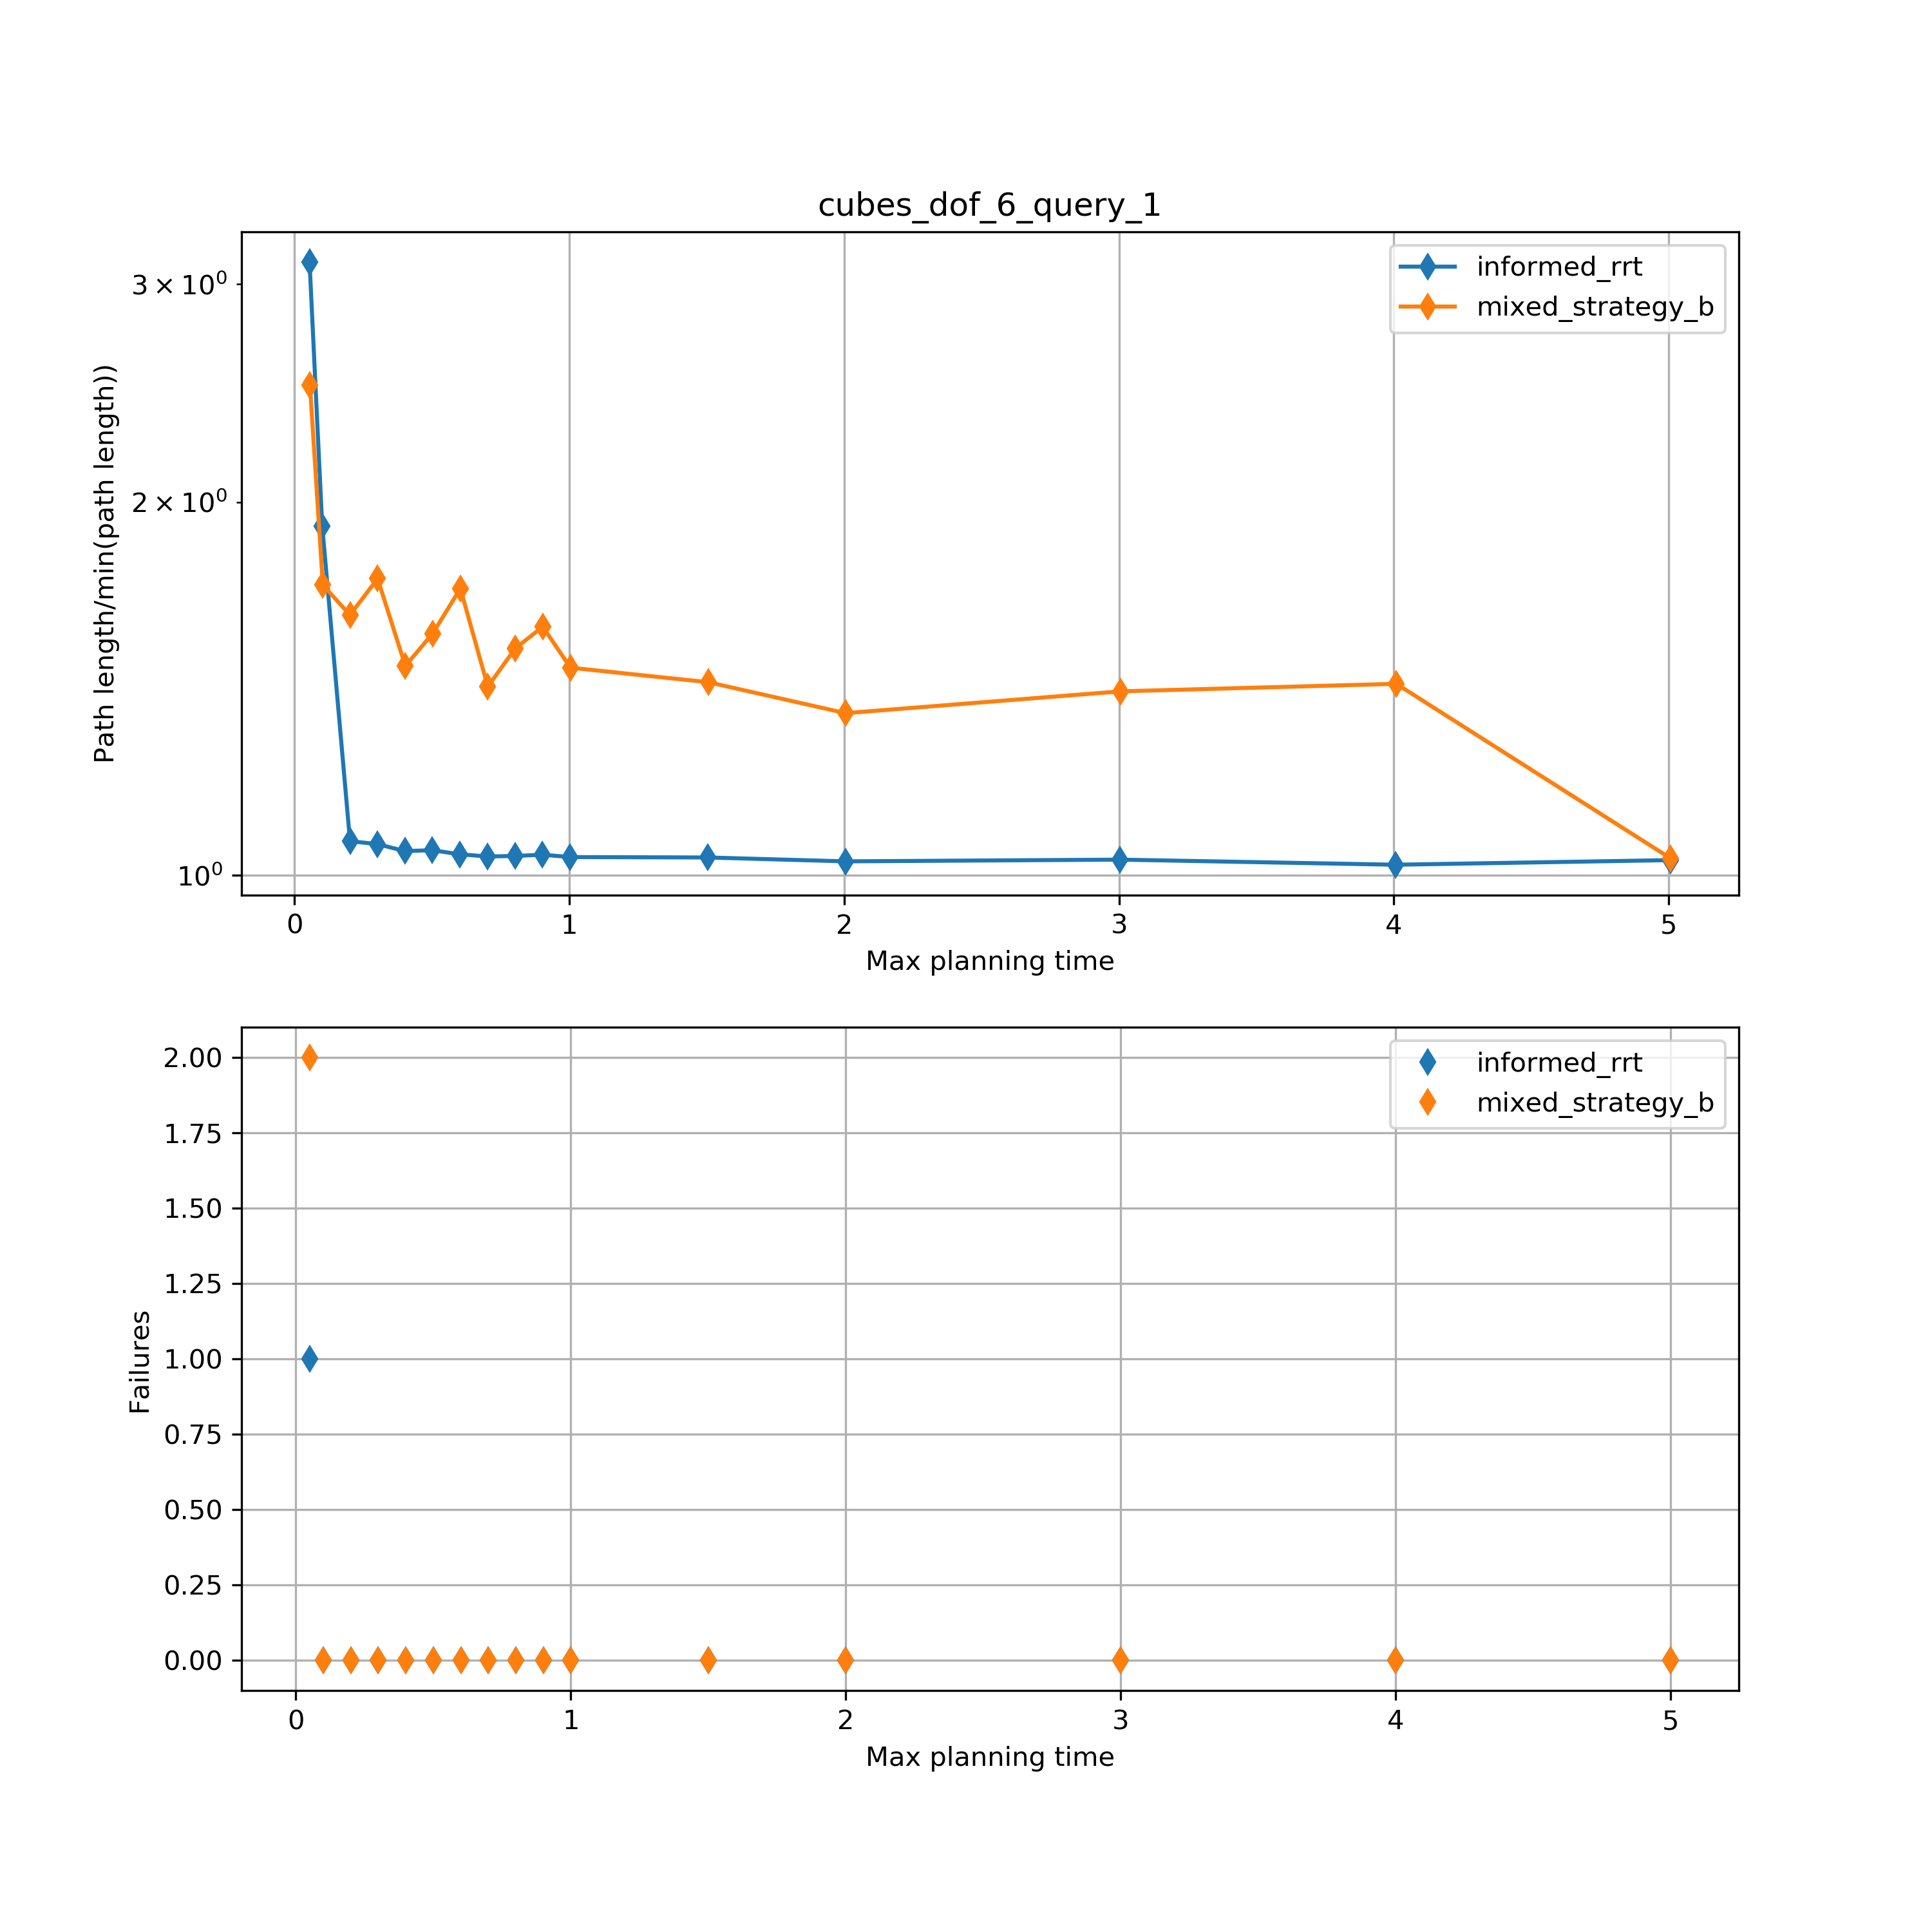 cubes_dof_6_query_1
Path length/min(path length))
3 × 10⁰
2 × 10⁰
10⁰
informed_rrt
mixed_strategy_b
0 1 2 3 4 5
Max planning time
Failures
2.00
1.75
1.50
1.25
1.00
0.75
0.50
0.25
0.00
informed_rrt
mixed_strategy_b
0 1 2 3 4 5
Max planning time